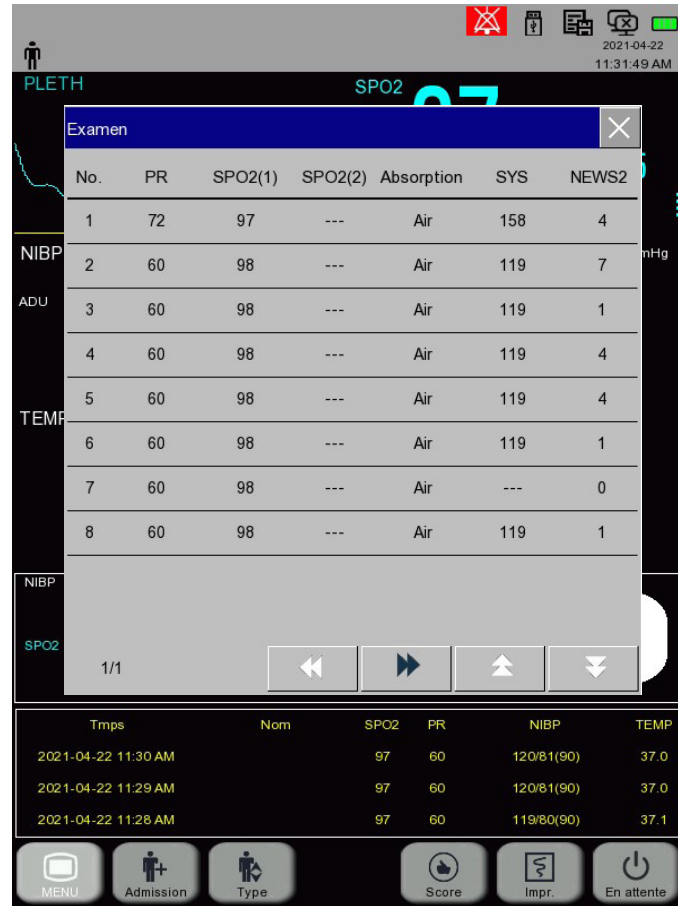 2021-04-22
11:31:49 AM
PLETH SPO2
Examen
No. PR SPO2(1) SPO2(2) Absorption SYS NEWS2
1 72 97 --- Air 158 4
2 60 98 --- Air 119 7
3 60 98 --- Air 119 1
4 60 98 --- Air 119 4
5 60 98 --- Air 119 4
6 60 98 --- Air 119 1
7 60 98 --- Air --- 0
8 60 98 --- Air 119 1
1/1
NIBP
ADU
NIBP
SPO2
Tmps Nom SPO2 PR NIBP TEMP
2021-04-22 11:30 AM 97 60 120/81(90) 37.0
2021-04-22 11:29 AM 97 60 120/81(90) 37.0
2021-04-22 11:28 AM 97 60 119/80(90) 37.1
MENU Admission Type Score Impr. En attente